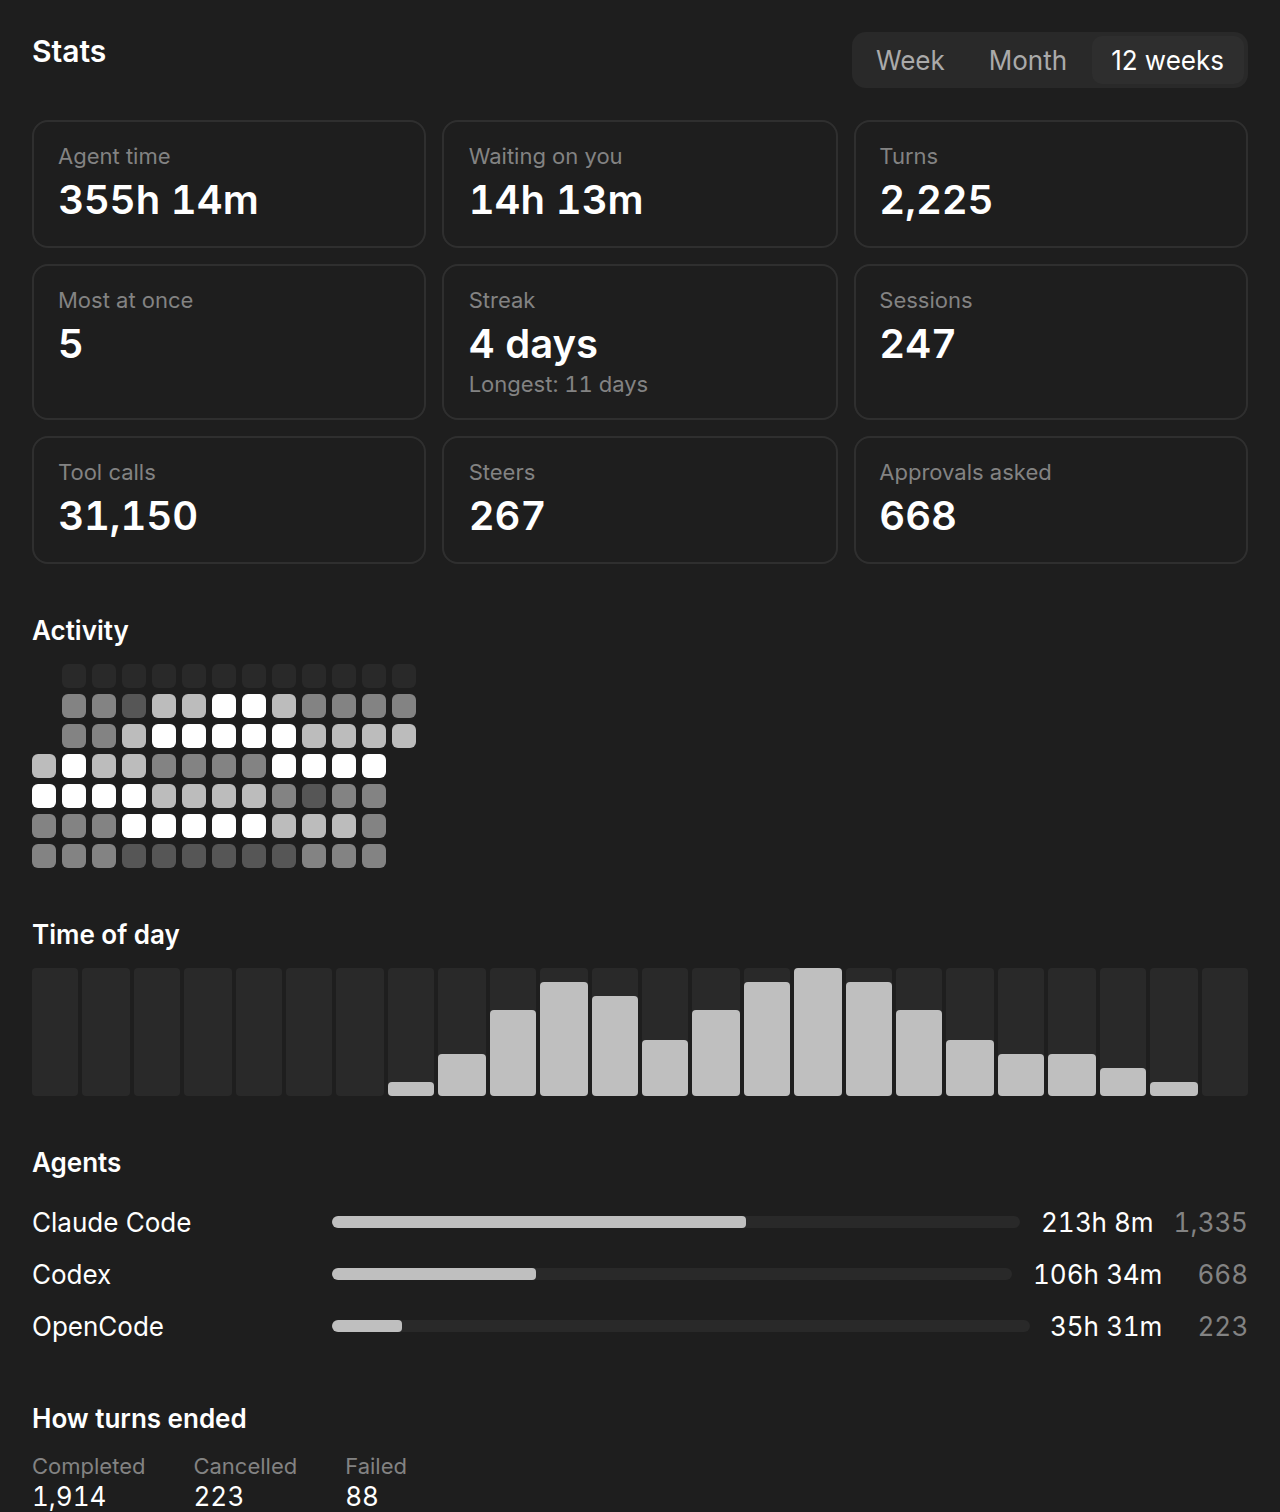 Stats
Week Month 12 weeks
Agent time Waiting on you Turns
355h 14m 14h 13m 2,225
Most at once Streak Sessions
5 4 days 247
Longest: 11 days
Tool calls Steers Approvals asked
31,150 267 668
Activity
Time of day
Agents
Claude Code 213h 8m 1,335
Codex 106h 34m 668
OpenCode 35h 31m 223
How turns ended
Completed Cancelled Failed
1,914 223 88